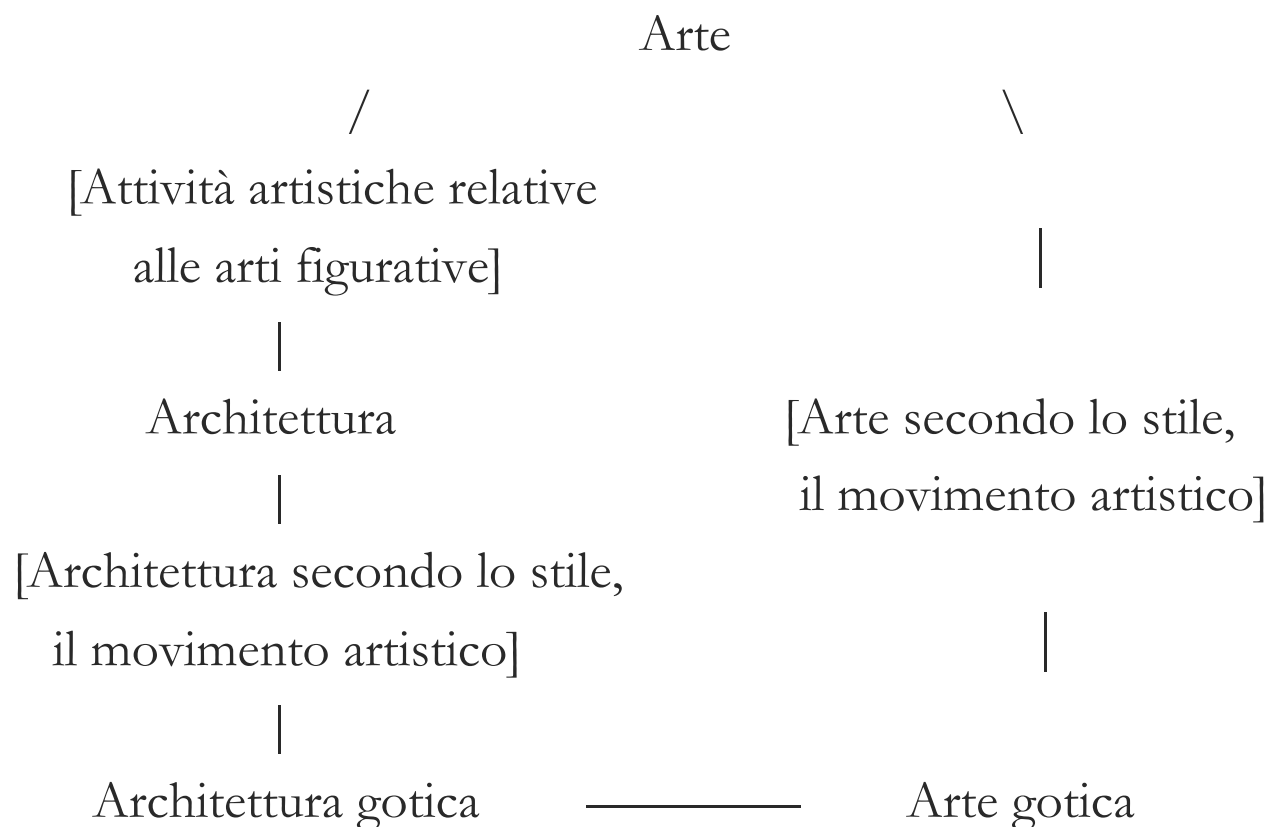 Arte
[Attività artistiche relative
alle arti figurative]
Architettura
[Arte secondo lo stile,
il movimento artistico]
[Architettura secondo lo stile,
il movimento artistico]
Architettura gotica
Arte gotica